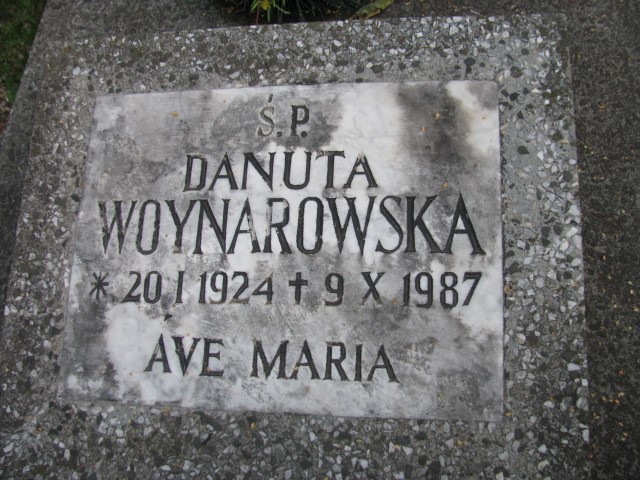 Ś.P.
DANUTA
WOYNAROWSKA
* 20 I 1924 + 9 X 1987
AVE MARIA